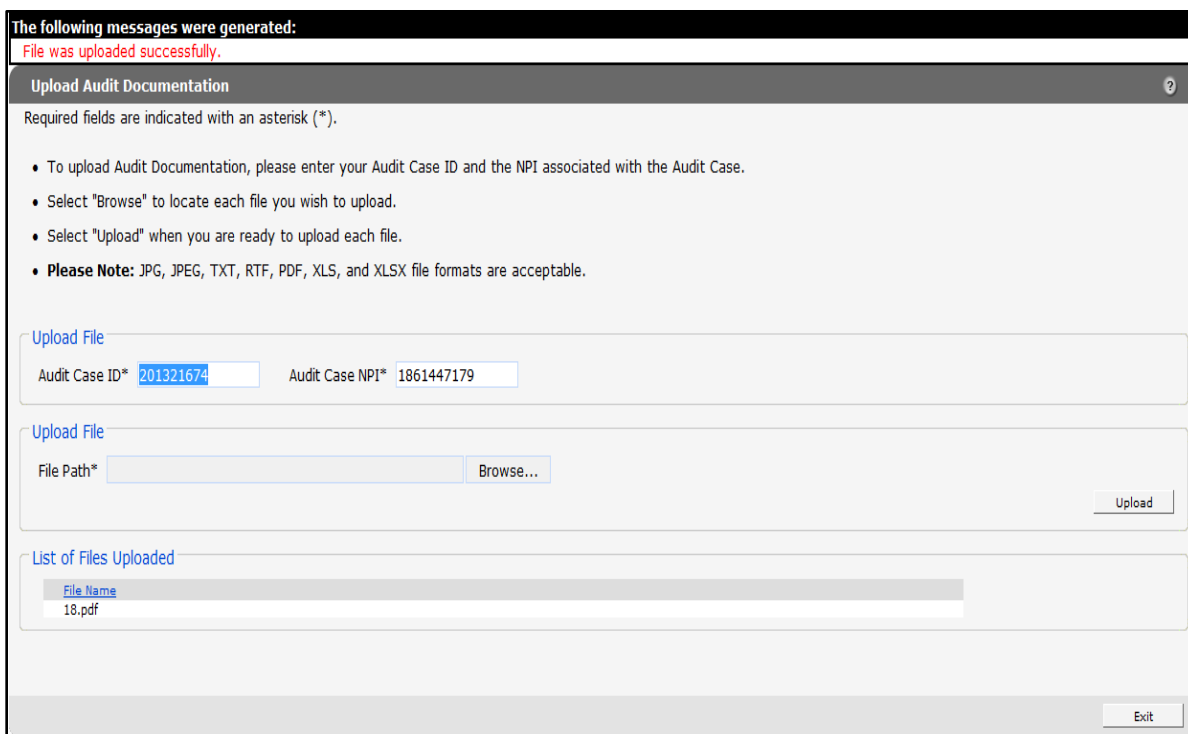 The following messages were generated:
File was uploaded successfully.
Upload Audit Documentation ?
Required fields are indicated with an asterisk (*).
• To upload Audit Documentation, please enter your Audit Case ID and the NPI associated with the Audit Case.
• Select "Browse" to locate each file you wish to upload.
• Select "Upload" when you are ready to upload each file.
• Please Note: JPG, JPEG, TXT, RTF, PDF, XLS, and XLSX file formats are acceptable.
Upload File
Audit Case ID* 201321674 Audit Case NPI* 1861447179
Upload File
File Path* Browse...
Upload
List of Files Uploaded
File Name
18.pdf
Exit